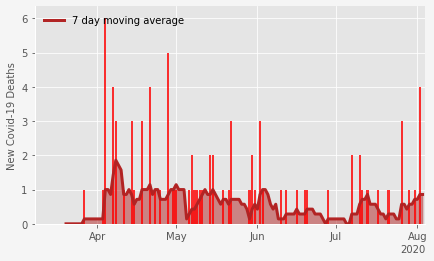 7 day moving average
New Covid-19 Deaths
6
5
4
3
2
1
0
Apr
May
Jun
Jul
Aug
2020